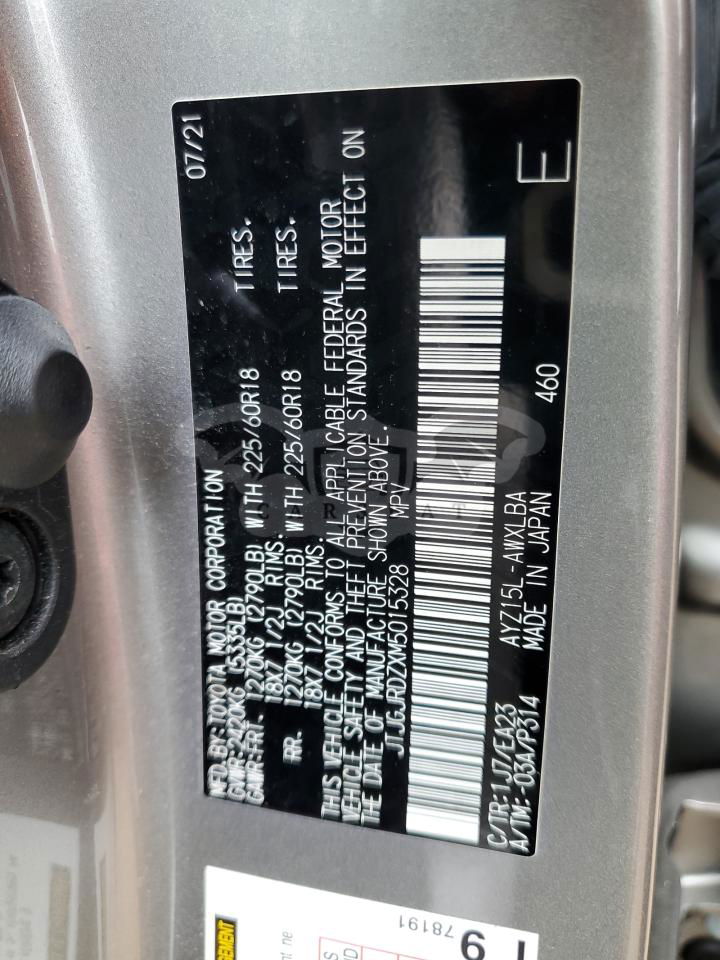 07/21
MFD. BY: TOYOTA MOTOR CORPORATION
GVWR: 2420KG (5335LB)
GAWR: FRT. 1270KG (2790LB) WITH 225/60R18 TIRES.
18X7 1/2J RIMS.
RR. 1270KG (2790LB) WITH 225/60R18 TIRES.
18X7 1/2J RIMS.
THIS VEHICLE CONFORMS TO ALL APPLICABLE FEDERAL MOTOR
VEHICLE SAFETY AND THEFT PREVENTION STANDARDS IN EFFECT ON
THE DATE OF MANUFACTURE SHOWN ABOVE.
JTJGJRDZXM5015328 MPV
C/TR: 1J7/EA23 AYZ15L-AWXLBA 460
A/TM: -03A/P314 MADE IN JAPAN E
78191